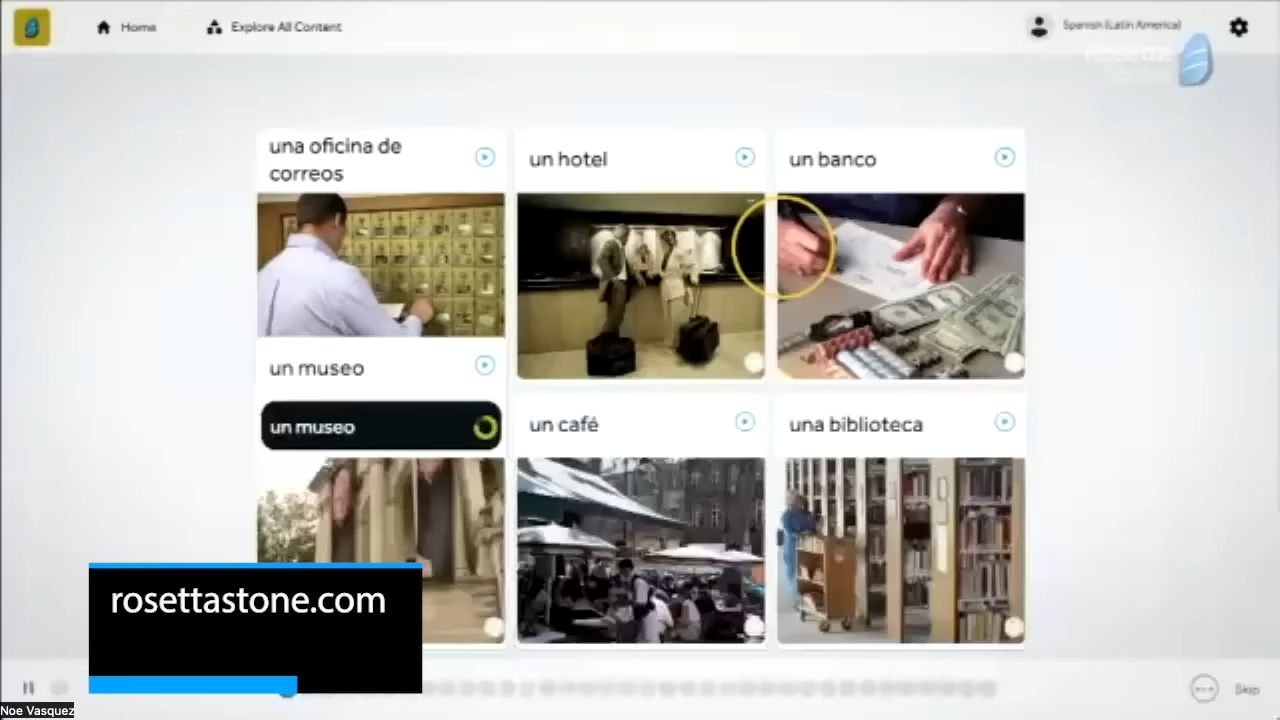 Home
Explore All Content
Spanish (Latin America)
rosetta
una oficina de
correos
un hotel
un banco
un museo
un museo
un café
una biblioteca
rosettastone.com
Skip
Noe Vasquez